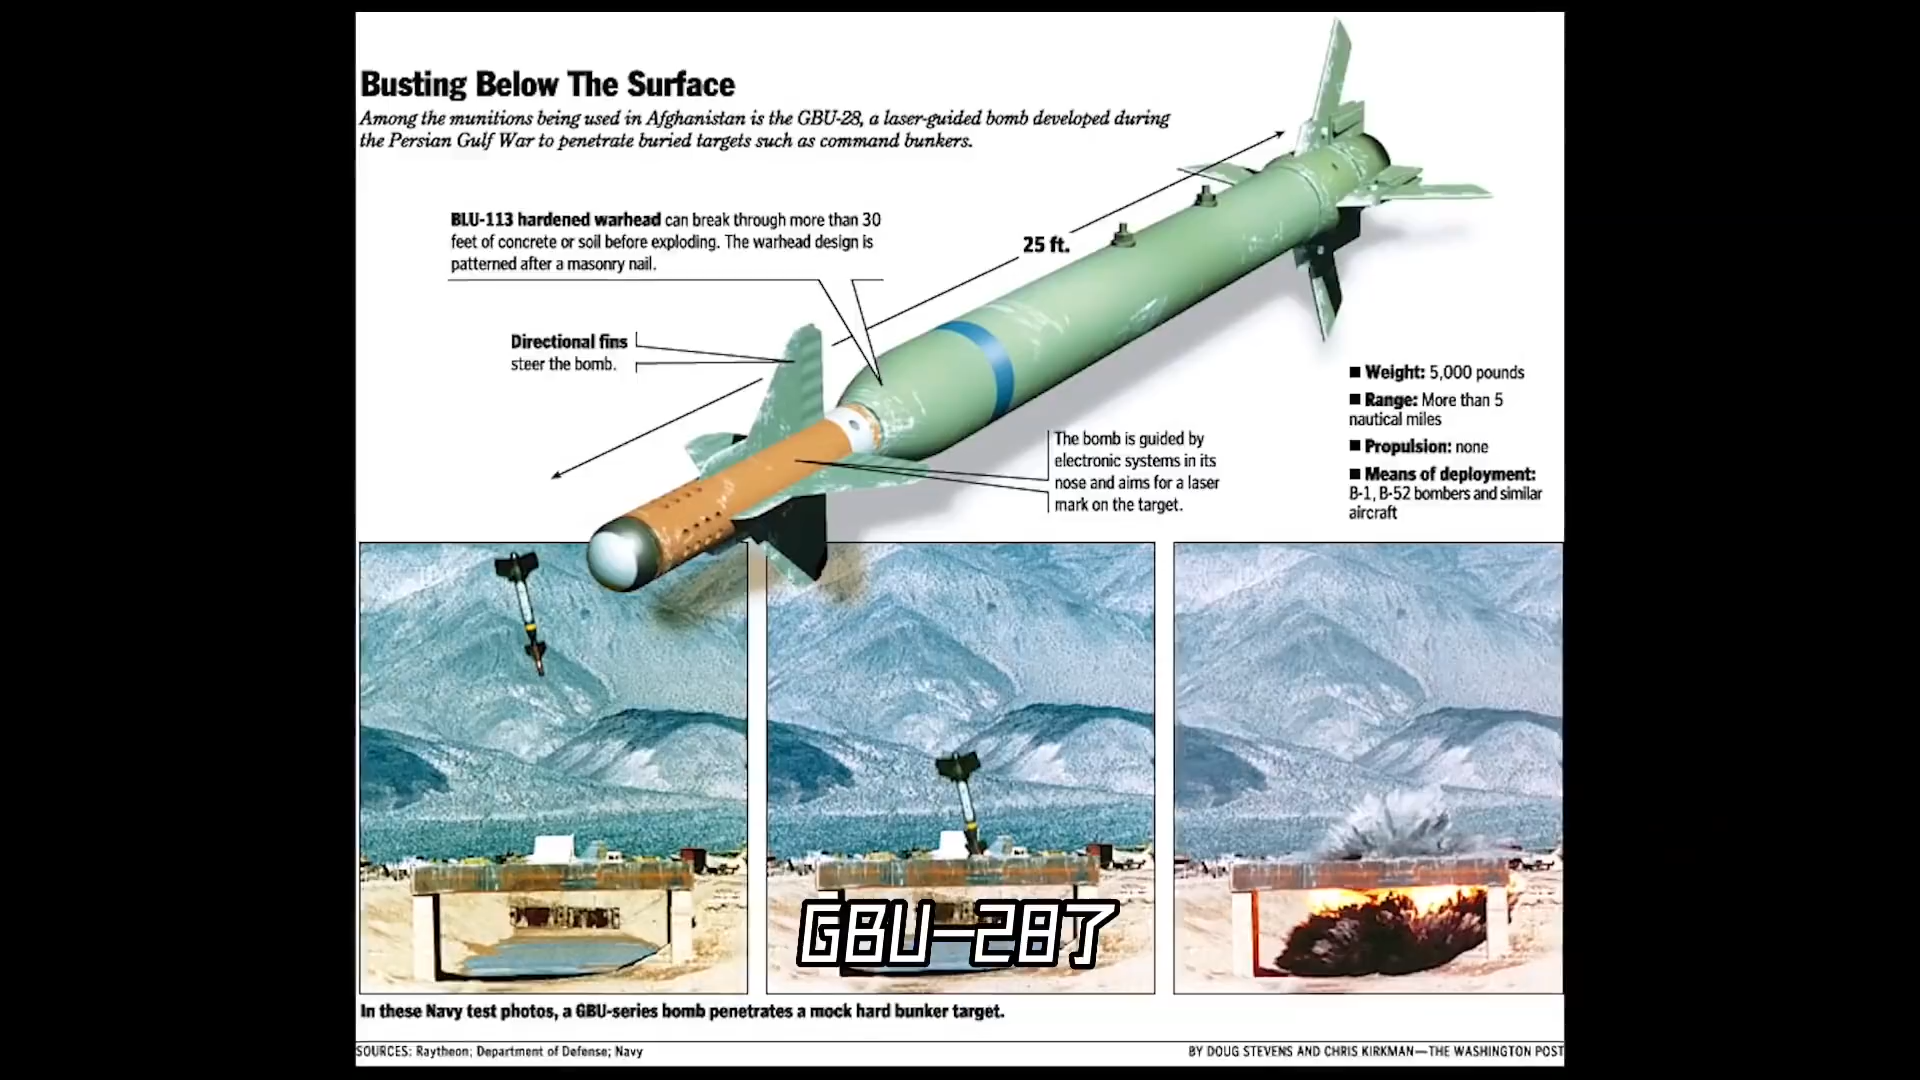 Busting Below The Surface
Among the munitions being used in Afghanistan is the GBU-28, a laser-guided bomb developed during
the Persian Gulf War to penetrate buried targets such as command bunkers.
BLU-113 hardened warhead can break through more than 30
feet of concrete or soil before exploding. The warhead design is
patterned after a masonry nail.
25 ft.
Directional fins
steer the bomb.
The bomb is guided by
electronic systems in its
nose and aims for a laser
mark on the target.
■ Weight: 5,000 pounds
■ Range: More than 5
nautical miles
■ Propulsion: none
■ Means of deployment:
B-1, B-52 bombers and similar
aircraft
GBU-28了
In these Navy test photos, a GBU-series bomb penetrates a mock hard bunker target.
SOURCES: Raytheon; Department of Defense; Navy
BY DOUG STEVENS AND CHRIS KIRKMAN—THE WASHINGTON POST